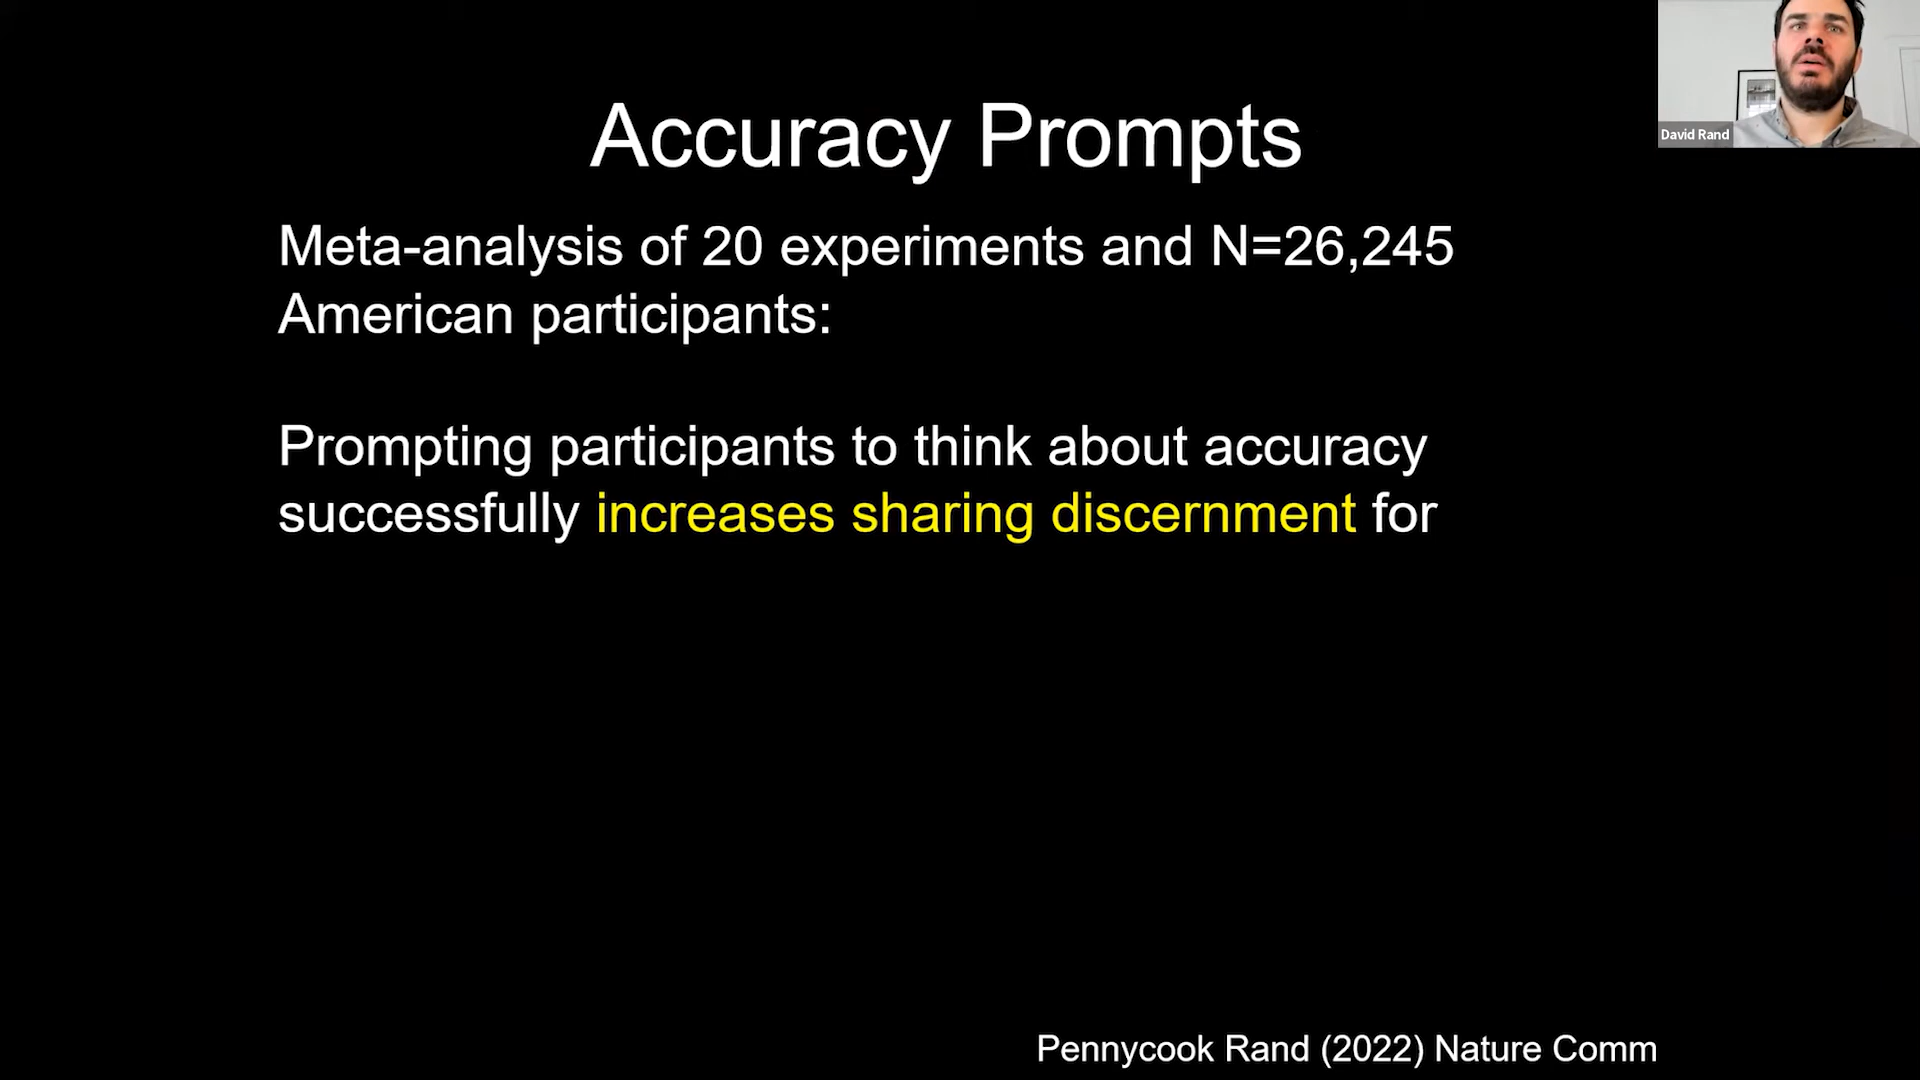 Accuracy Prompts
David Rand
Meta-analysis of 20 experiments and N=26,245
American participants:
Prompting participants to think about accuracy
successfully increases sharing discernment for
Pennycook Rand (2022) Nature Comm